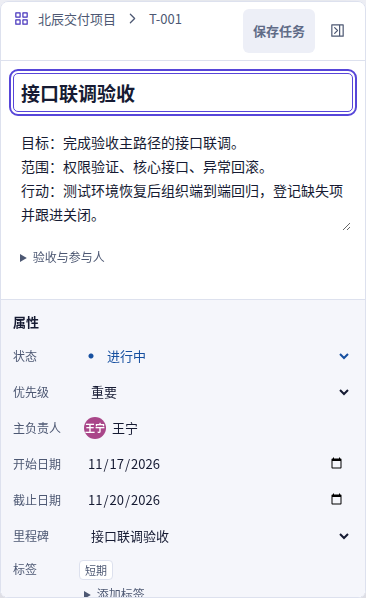 北辰交付项目 > T-001
保存任务
接口联调验收
目标：完成验收主路径的接口联调。
范围：权限验证、核心接口、异常回滚。
行动：测试环境恢复后组织端到端回归，登记缺失项
并跟进关闭。
▶ 验收与参与人
属性
状态 • 进行中
优先级 重要
主负责人 王宁 王宁
开始日期 11/17/2026
截止日期 11/20/2026
里程碑 接口联调验收
标签 短期
▶ 添加标签